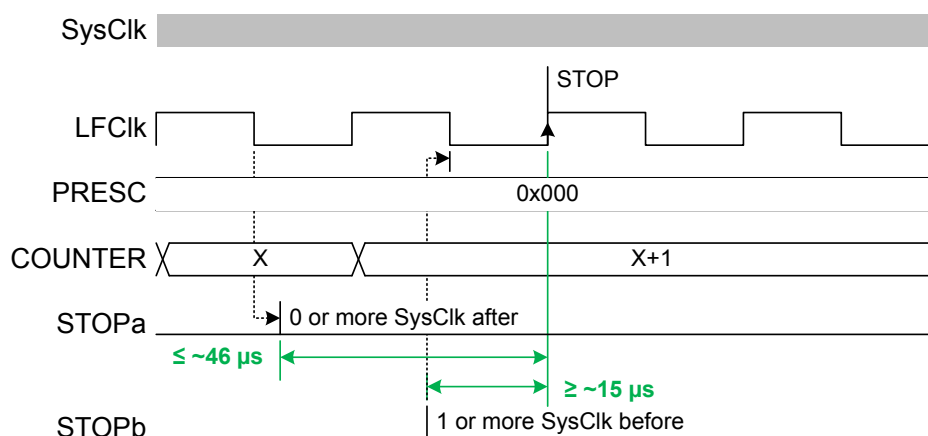 SysClk
STOP
LFClk
PRESC
0x000
COUNTER
X
X+1
STOPa
0 or more SysClk after
≤ ~46 µs
≥ ~15 µs
STOPb
1 or more SysClk before